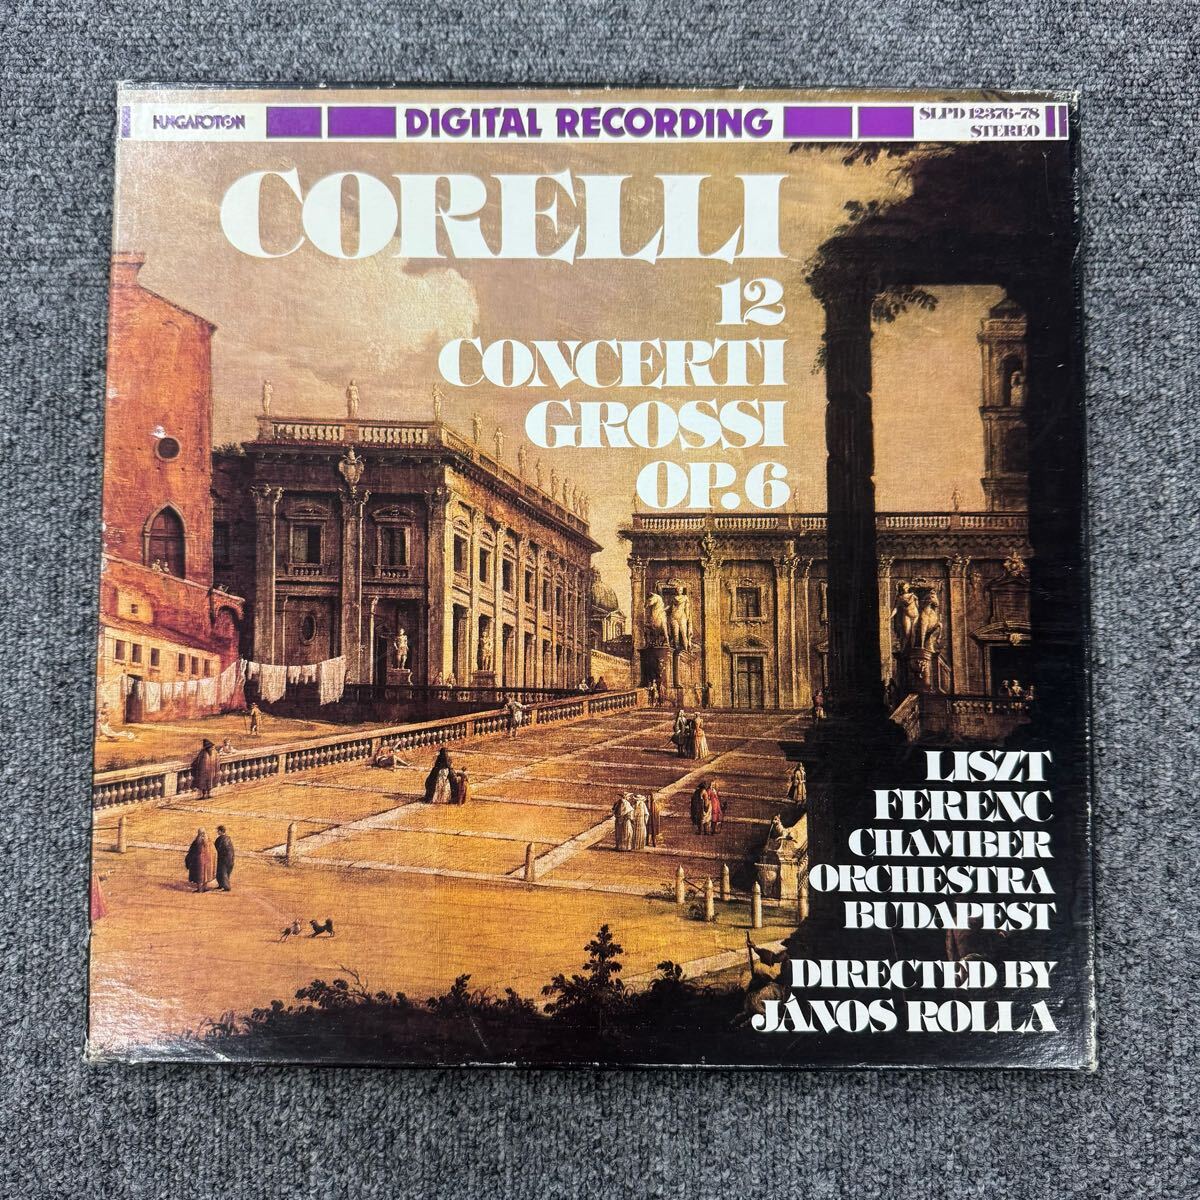 HUNGAROTON
DIGITAL RECORDING
SLPD 12376-78
STEREO
CORELLI
12
CONCERTI
GROSSI
OP. 6
LISZT
FERENC
CHAMBER
ORCHESTRA
BUDAPEST
DIRECTED BY
JÁNOS ROLLA